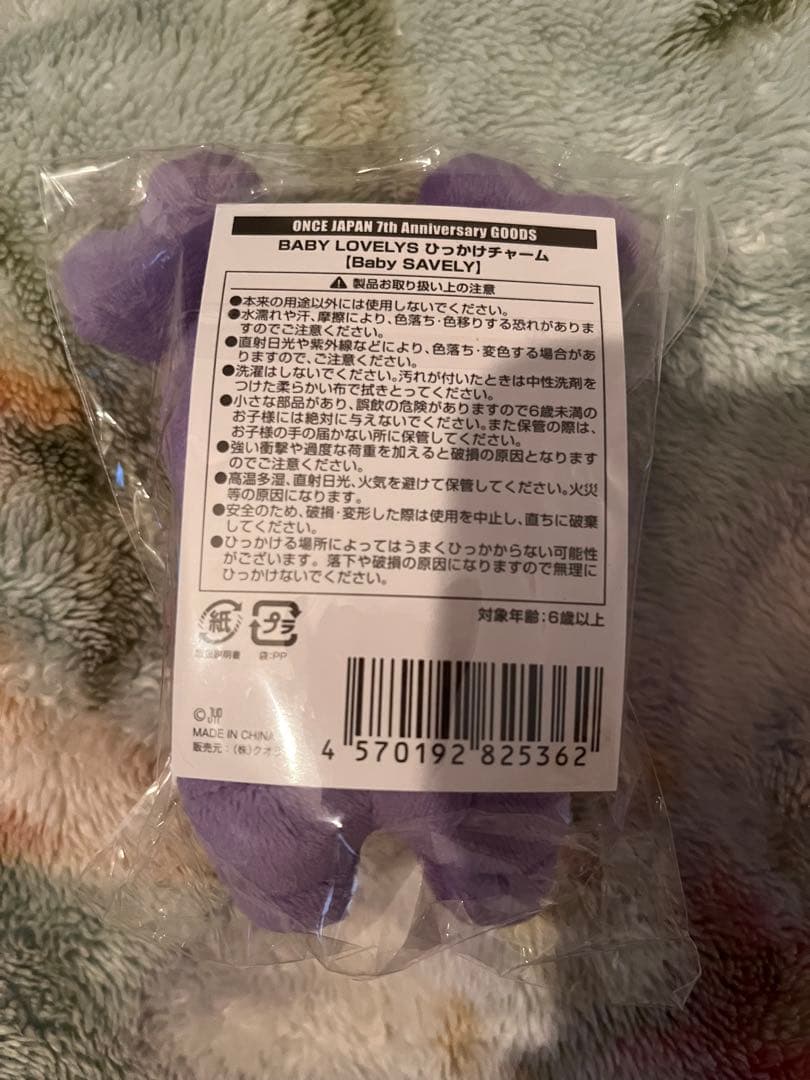 ONCE JAPAN 7th Anniversary GOODS
BABY LOVELYS ひっかけチャーム
【Baby SAVELY】
製品お取り扱い上の注意
●本来の用途以外には使用しないでください。
●水濡れや汗、摩擦により、色落ち・色移りする恐れがありま
すのでご注意ください。
●直射日光や紫外線などにより、色落ち・変色する場合があ
りますので、ご注意ください。
●洗濯はしないでください。汚れが付いたときは中性洗剤を
つけた柔らかい布で拭きとってください。
●小さな部品があり、誤飲の危険がありますので6歳未満の
お子様には絶対に与えないでください。また保管の際は、
お子様の手の届かない所に保管してください。
●強い衝撃や過度な荷重を加えると破損の原因となります
のでご注意ください。
●高温多湿、直射日光、火気を避けて保管してください。火災
等の原因になります。
●安全のため、破損・変形した際は使用を中止し、直ちに破棄
してください。
●ひっかける場所によってはうまくひっかからない可能性
がございます。落下や破損の原因になりますので無理に
ひっかけないでください。
対象年齢:6歳以上
紙 プラ
取扱説明書 袋:PP
©
MADE IN CHINA
販売元:(株)クオ
4 570192 825362